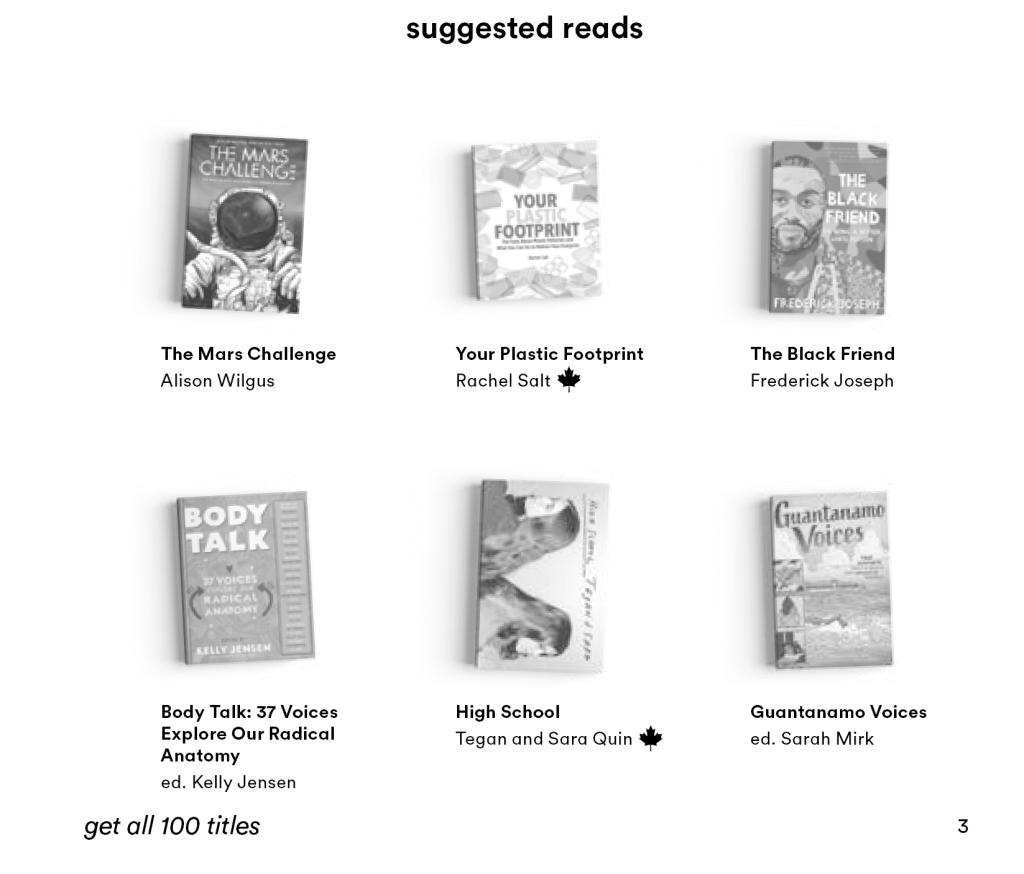 suggested reads
THE MARS
CHALLENGE
YOUR
PLASTIC
FOOTPRINT
THE
BLACK
FRIEND
FREDERICK JOSEPH
The Mars Challenge
Alison Wilgus
Your Plastic Footprint
Rachel Salt
The Black Friend
Frederick Joseph
BODY
TALK
37 VOICES
RADICAL
ANATOMY
KELLY JENSEN
High School Tegan & Sara
Guantanamo
Voices
Body Talk: 37 Voices
Explore Our Radical
Anatomy
ed. Kelly Jensen
High School
Tegan and Sara Quin
Guantanamo Voices
ed. Sarah Mirk
get all 100 titles
3